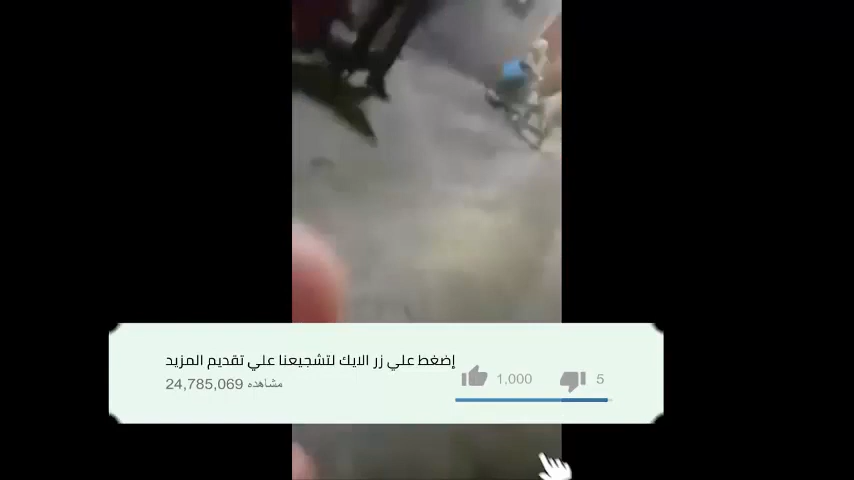 إضغط علي زر الايك لتشجيعنا علي تقديم المزيد
24,785,069 مشاهده
1,000
5